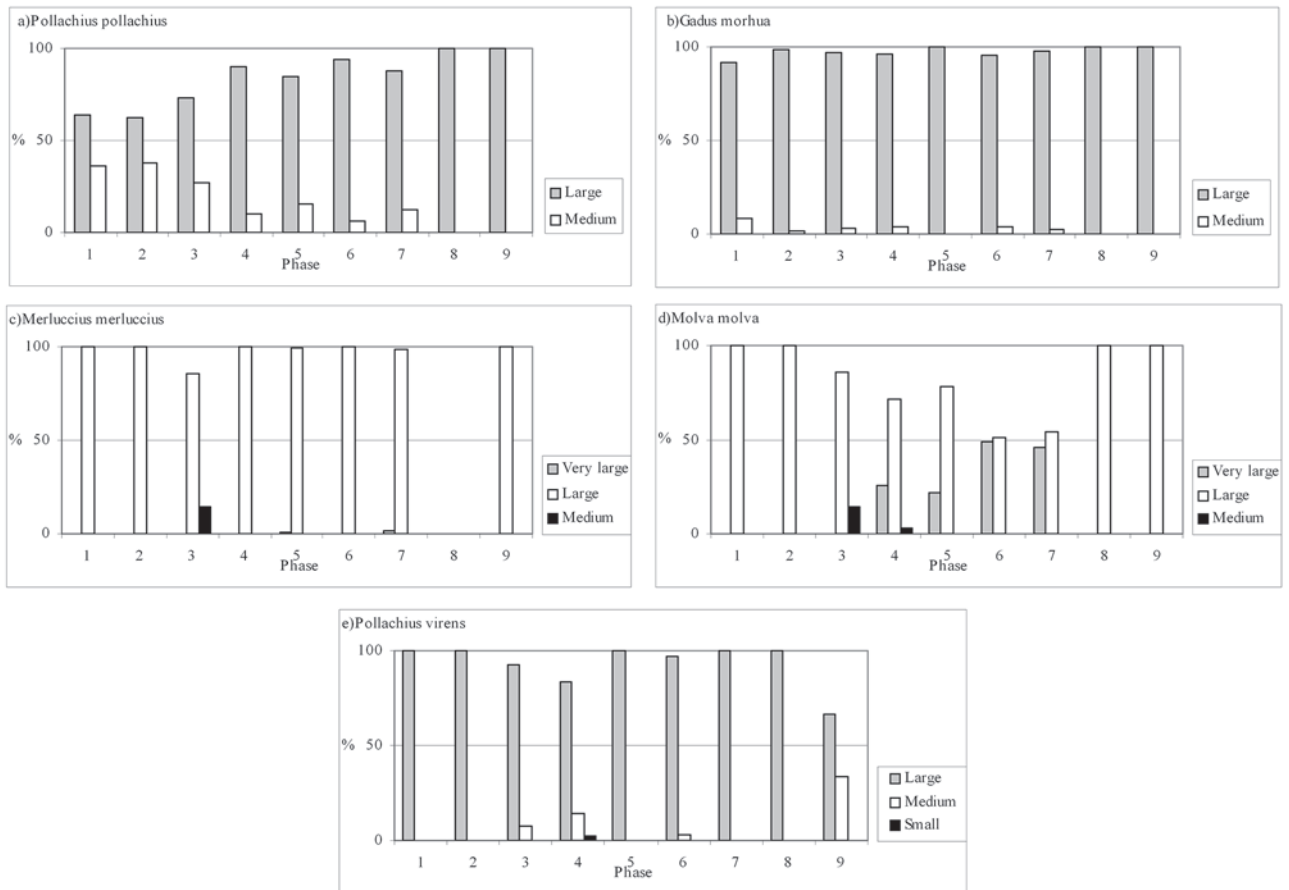 a)Pollachius pollachius
100
%
50
0
1 2 3 4 5 6 7 8 9
Phase
Large
Medium
b)Gadus morhua
100
%
50
0
1 2 3 4 5 6 7 8 9
Phase
Large
Medium
c)Merluccius merluccius
100
%
50
0
1 2 3 4 5 6 7 8 9
Phase
Very large
Large
Medium
d)Molva molva
100
%
50
0
1 2 3 4 5 6 7 8 9
Phase
Very large
Large
Medium
e)Pollachius virens
100
%
50
0
1 2 3 4 5 6 7 8 9
Phase
Large
Medium
Small